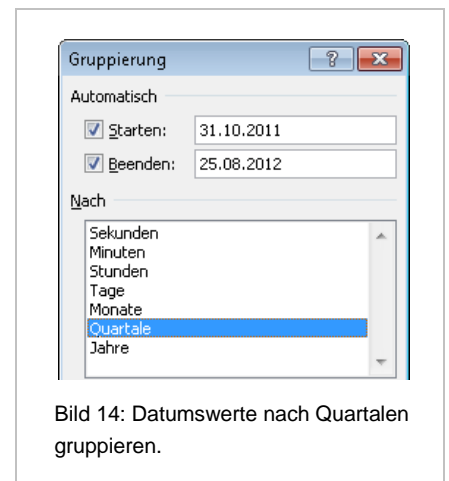 Gruppierung
Automatisch
Starten: 31.10.2011
Beenden: 25.08.2012
Nach
Sekunden
Minuten
Stunden
Tage
Monate
Quartale
Jahre
Bild 14: Datumswerte nach Quartalen
gruppieren.